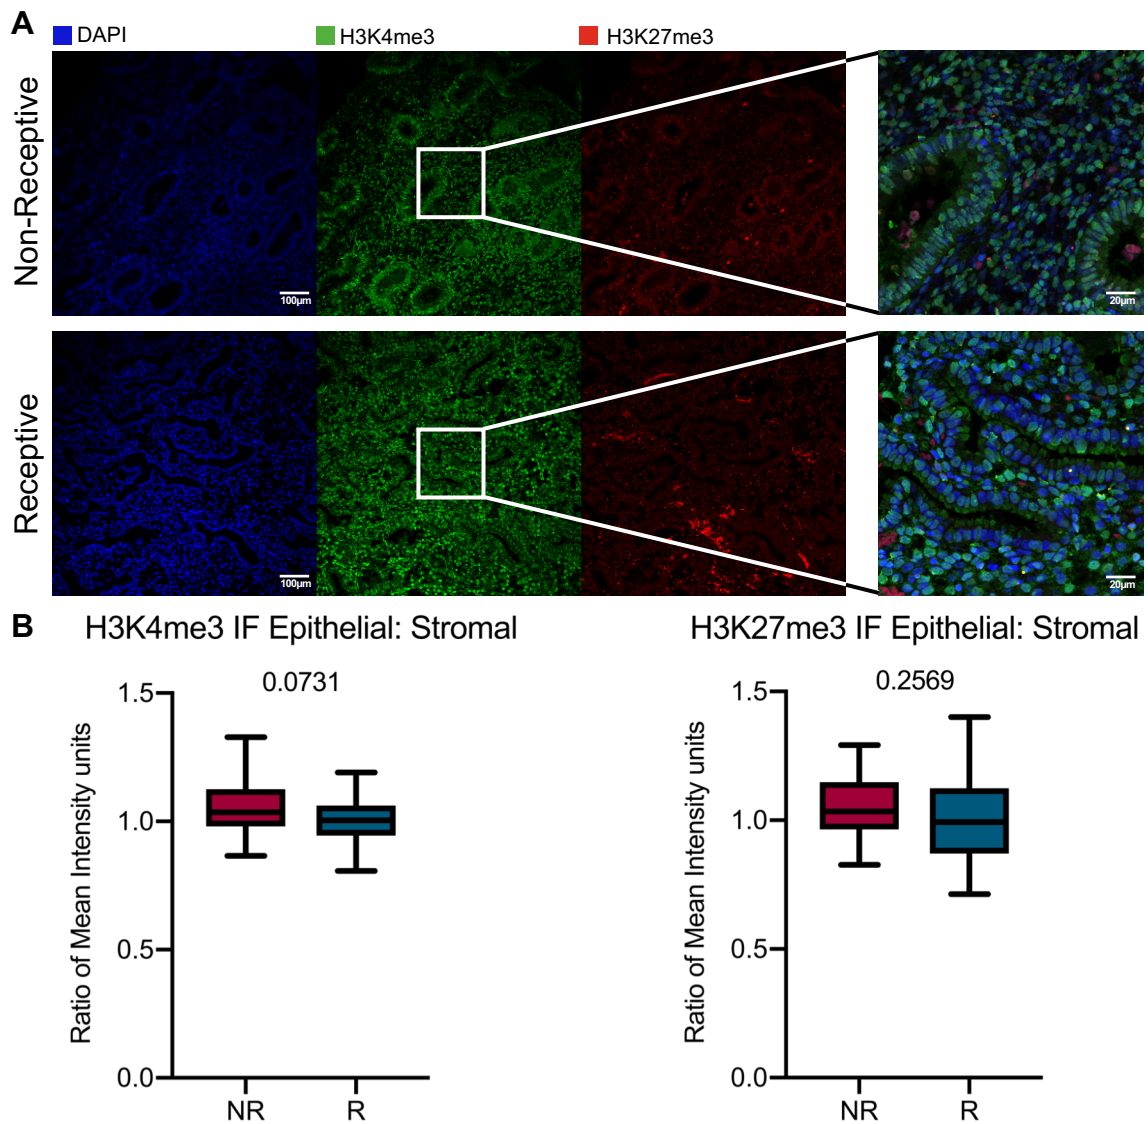 A
DAPI
H3K4me3
H3K27me3
Non-Receptive
100µm
20µm
Receptive
100µm
20µm
B
H3K4me3 IF Epithelial: Stromal
0.0731
Ratio of Mean Intensity units
1.5
1.0
0.5
0.0
NR
R
H3K27me3 IF Epithelial: Stromal
0.2569
Ratio of Mean Intensity units
1.5
1.0
0.5
0.0
NR
R